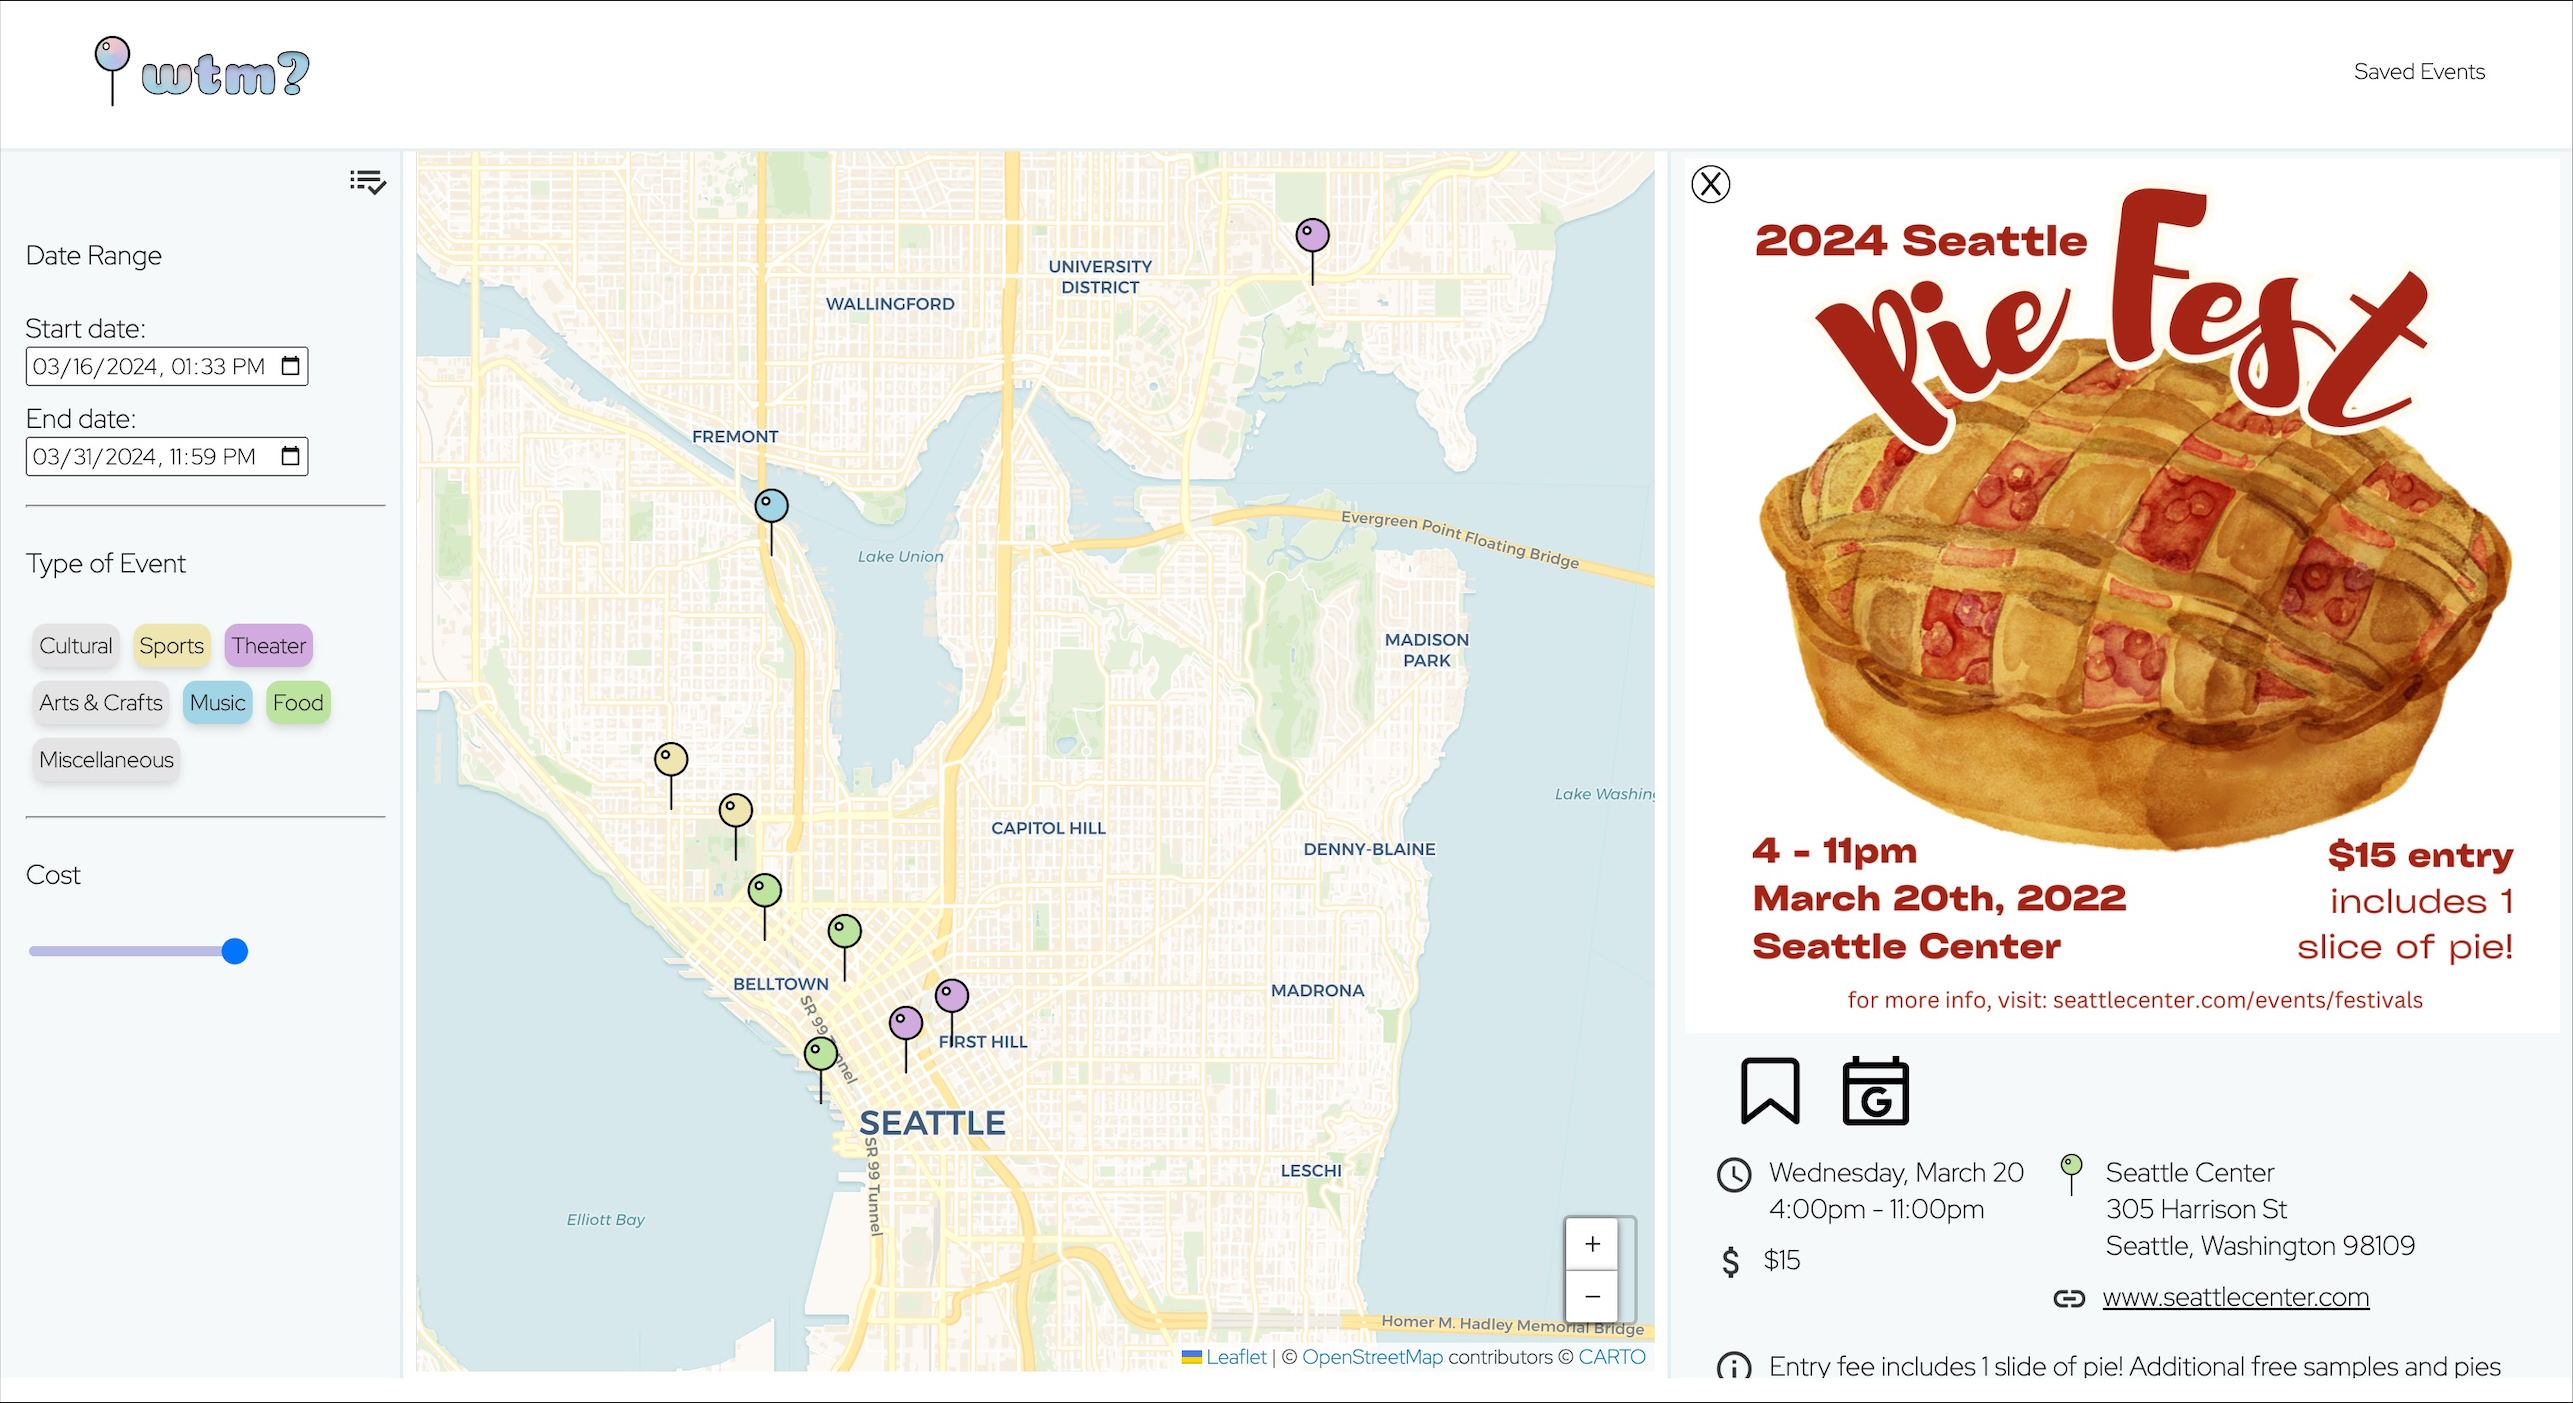 wtm?
Saved Events
Date Range
Start date:
03/16/2024, 01:33 PM
End date:
03/31/2024, 11:59 PM
Type of Event
Cultural Sports Theater
Arts & Crafts Music Food
Miscellaneous
Cost
UNIVERSITY
DISTRICT
WALLINGFORD
FREMONT
Evergreen Point Floating Bridge
Lake Union
MADISON
PARK
Lake Washing
CAPITOL HILL
DENNY-BLAINE
BELLTOWN
MADRONA
SR 99 Tunnel
FIRST HILL
SEATTLE
SR 99 Tunnel
LESCHI
Elliott Bay
+
−
Homer M. Hadley Memorial Bridge
Leaflet | © OpenStreetMap contributors © CARTO
X
2024 Seattle
Pie Fest
4 - 11pm
March 20th, 2022
Seattle Center
$15 entry
includes 1
slice of pie!
for more info, visit: seattlecenter.com/events/festivals
G
Wednesday, March 20
4:00pm - 11:00pm
$ $15
Seattle Center
305 Harrison St
Seattle, Washington 98109
www.seattlecenter.com
Entry fee includes 1 slide of pie! Additional free samples and pies